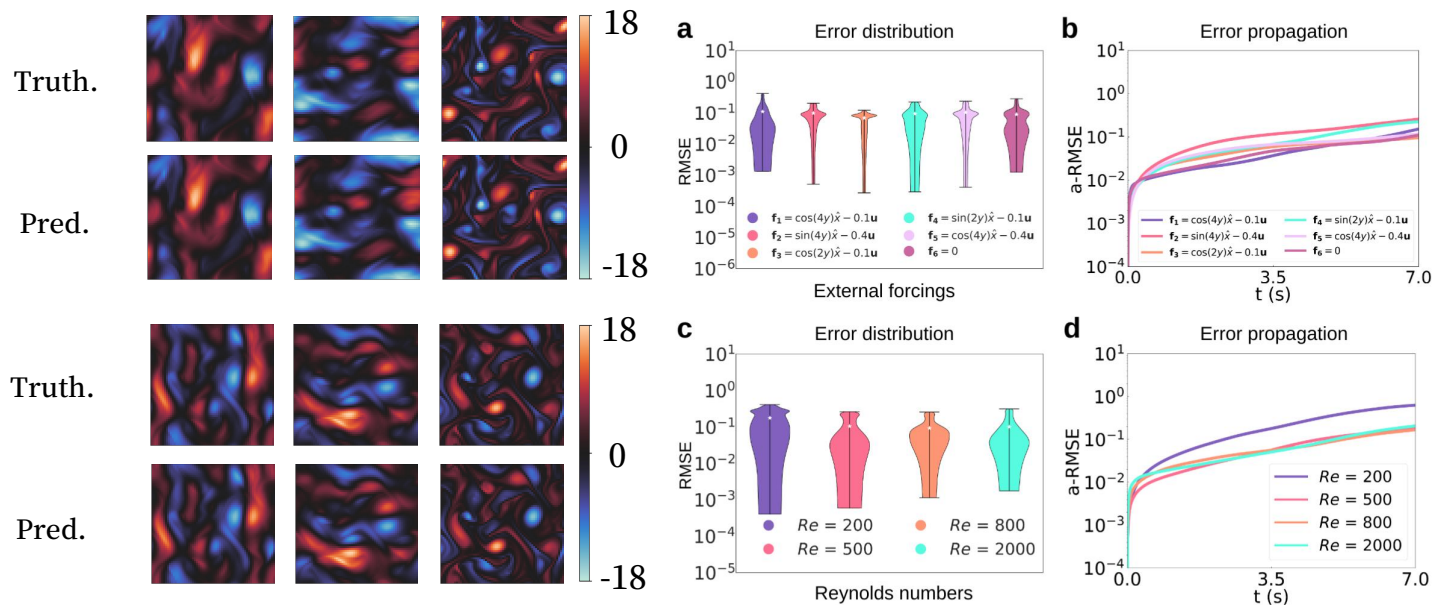 Truth.
Pred.
18
0
-18
Truth.
Pred.
18
0
-18
a
Error distribution
RMSE
10^1
10^0
10^-1
10^-2
10^-3
10^-4
10^-5
10^-6
f₁ = cos(4y)x̂ − 0.1u
f₂ = sin(4y)x̂ − 0.4u
f₃ = cos(2y)x̂ − 0.1u
f₄ = sin(2y)x̂ − 0.1u
f₅ = cos(4y)x̂ − 0.4u
f₆ = 0
External forcings
b
Error propagation
a-RMSE
10^1
10^0
10^-1
10^-2
10^-3
10^-4
f₁ = cos(4y)x̂ − 0.1u
f₂ = sin(4y)x̂ − 0.4u
f₃ = cos(2y)x̂ − 0.1u
f₄ = sin(2y)x̂ − 0.1u
f₅ = cos(4y)x̂ − 0.4u
f₆ = 0
0.0 3.5 7.0
t (s)
c
Error distribution
RMSE
10^1
10^0
10^-1
10^-2
10^-3
10^-4
10^-5
Re = 200
Re = 500
Re = 800
Re = 2000
Reynolds numbers
d
Error propagation
a-RMSE
10^1
10^0
10^-1
10^-2
10^-3
10^-4
Re = 200
Re = 500
Re = 800
Re = 2000
0.0 3.5 7.0
t (s)